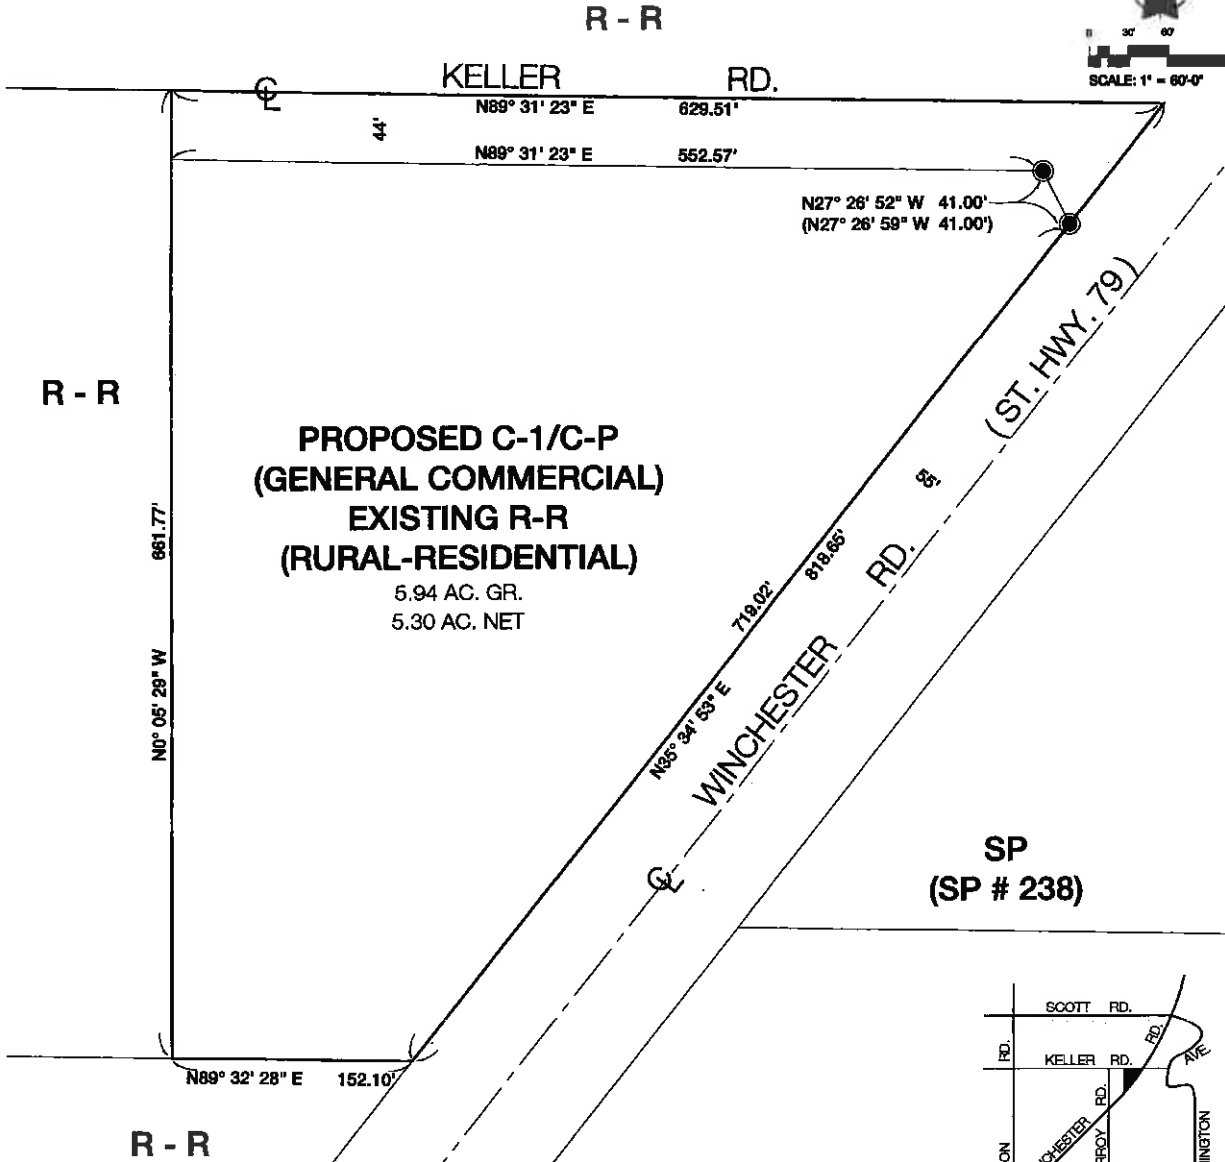 R - R
30' 60'
SCALE: 1" = 60'-0"
KELLER RD.
N89° 31' 23" E 629.51'
44'
N89° 31' 23" E 552.57'
N27° 26' 52" W 41.00'
(N27° 26' 59" W 41.00')
(ST. HWY. 79)
R - R
PROPOSED C-1/C-P
(GENERAL COMMERCIAL)
EXISTING R-R
(RURAL-RESIDENTIAL)
5.94 AC. GR.
5.30 AC. NET
55'
661.77'
N0° 05' 29" W
818.65'
719.02'
N35° 34' 53" E
WINCHESTER RD.
SP
(SP # 238)
N89° 32' 28" E 152.10'
R - R
SCOTT RD.
RD.
RD.
AVE.
KELLER RD.
RD.